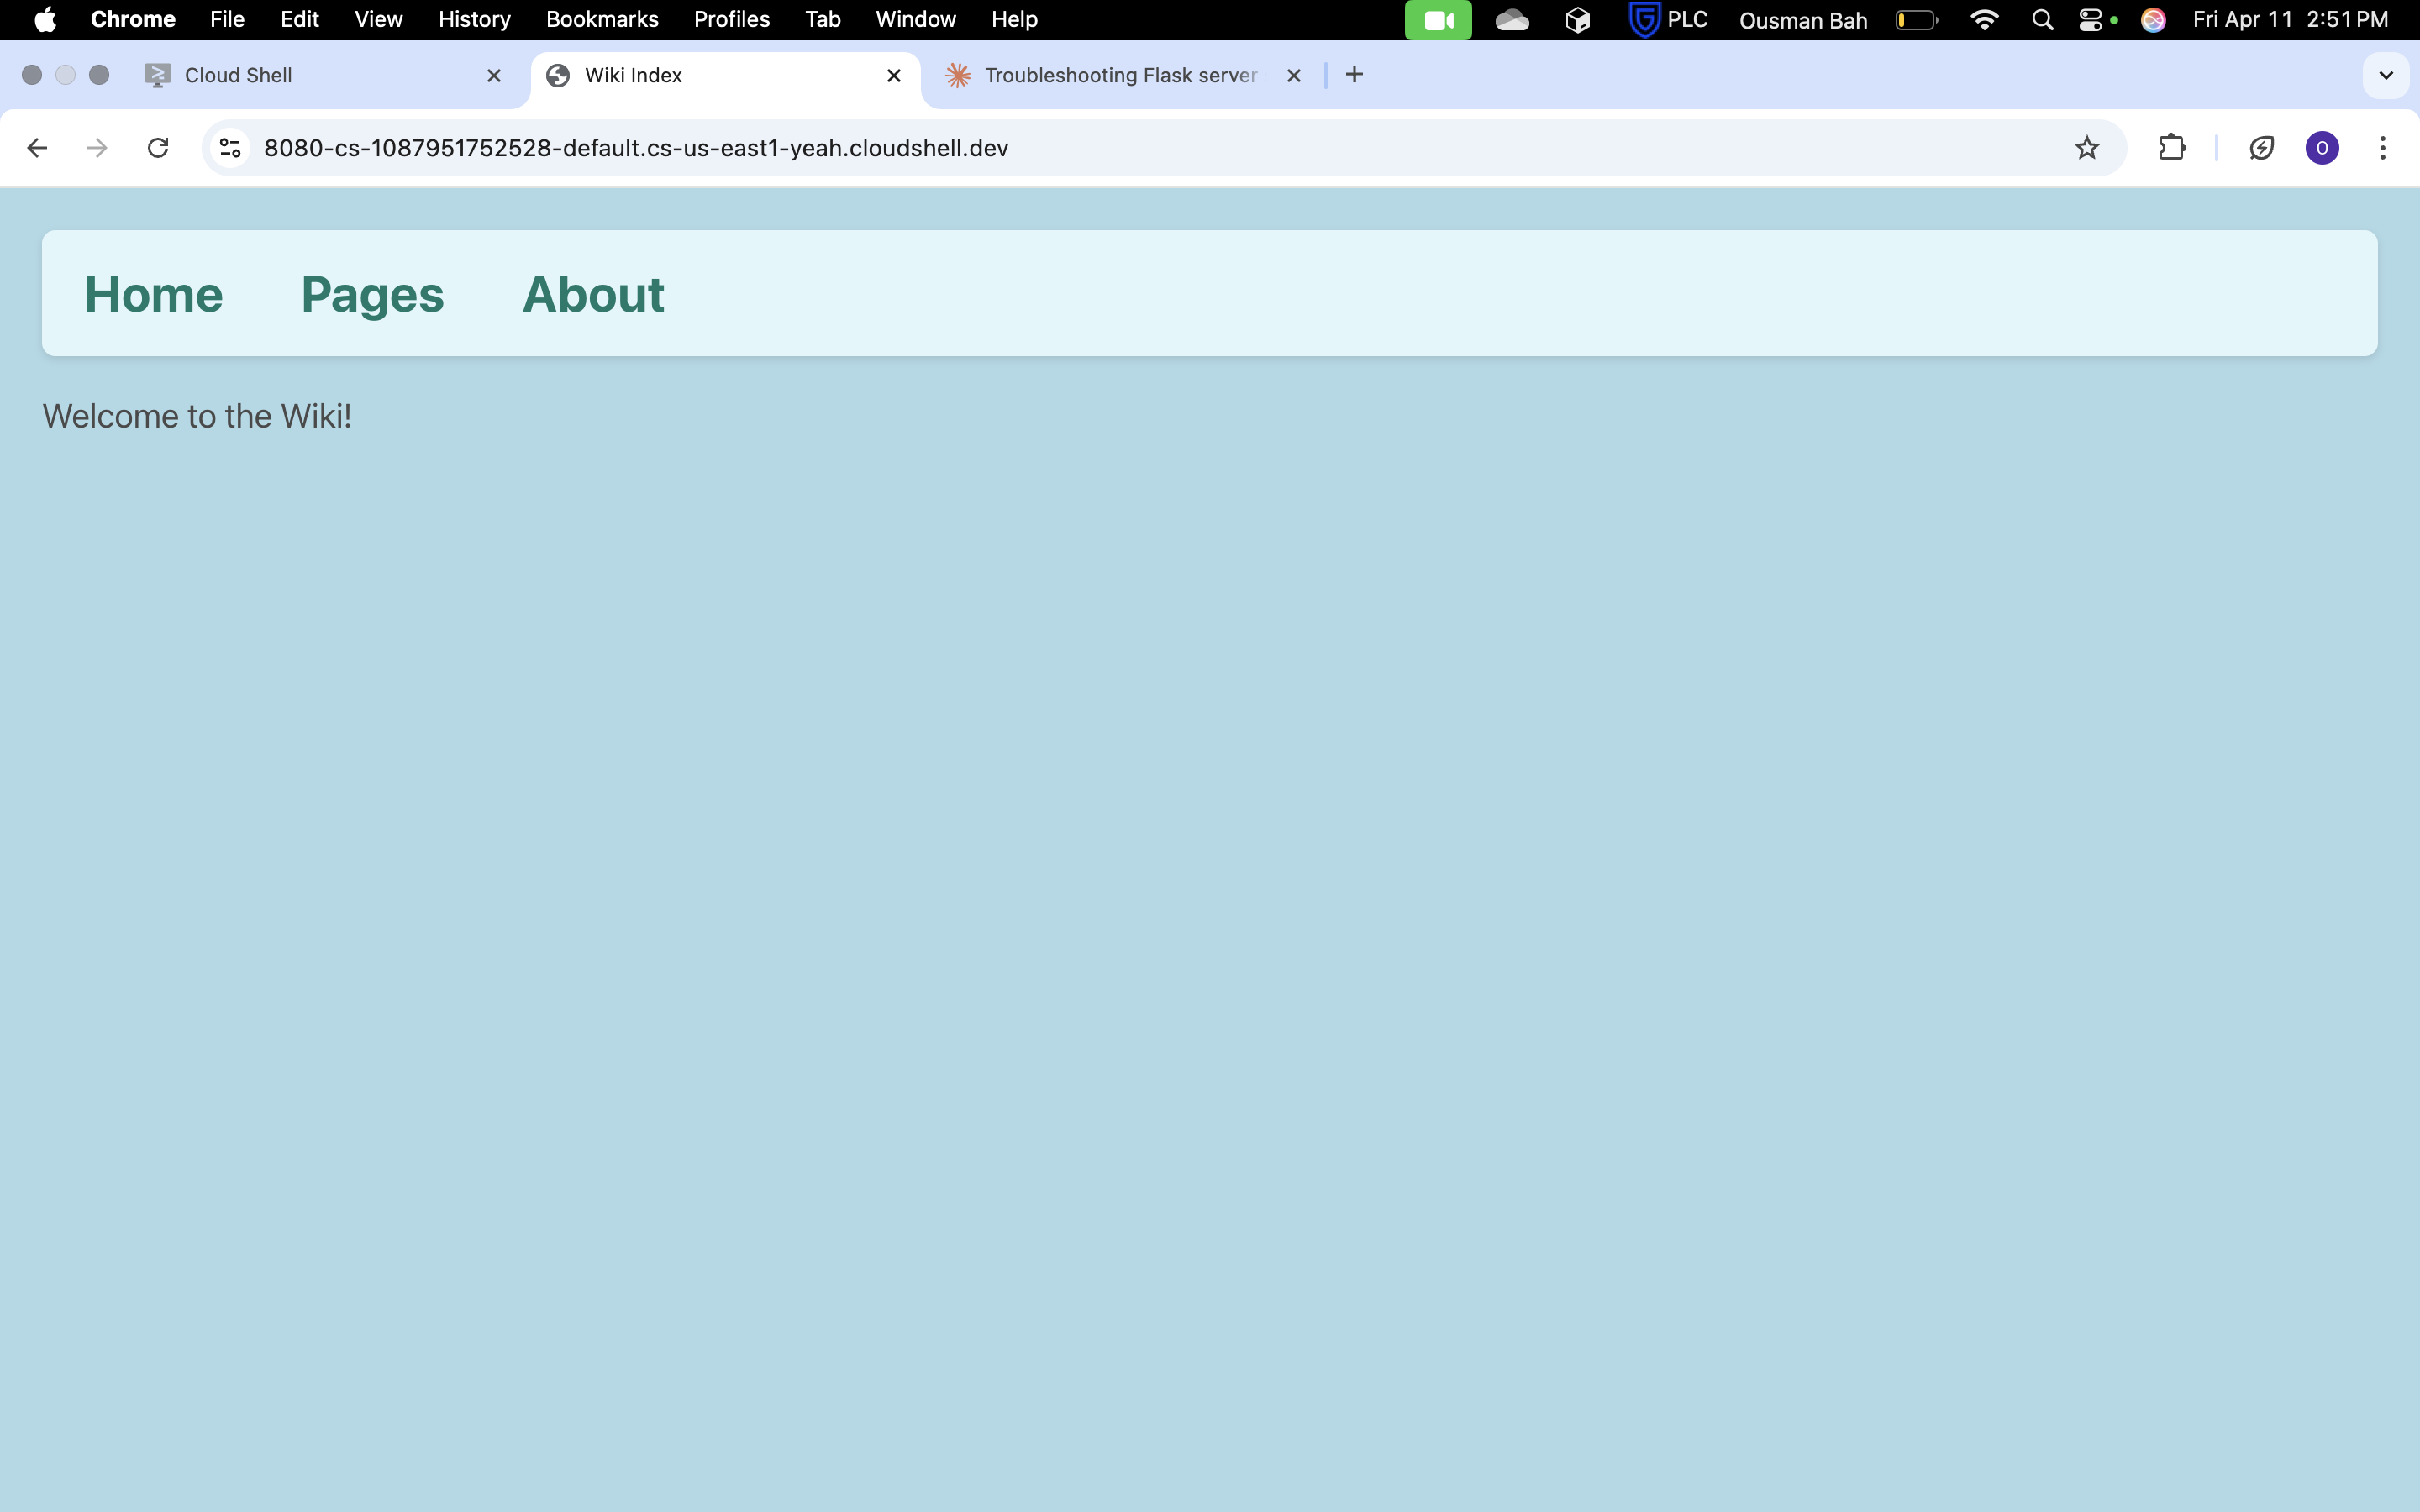 Chrome File Edit View History Bookmarks Profiles Tab Window Help PLC Ousman Bah Fri Apr 11 2:51 PM
Cloud Shell Wiki Index Troubleshooting Flask server
8080-cs-1087951752528-default.cs-us-east1-yeah.cloudshell.dev O
Home Pages About
Welcome to the Wiki!